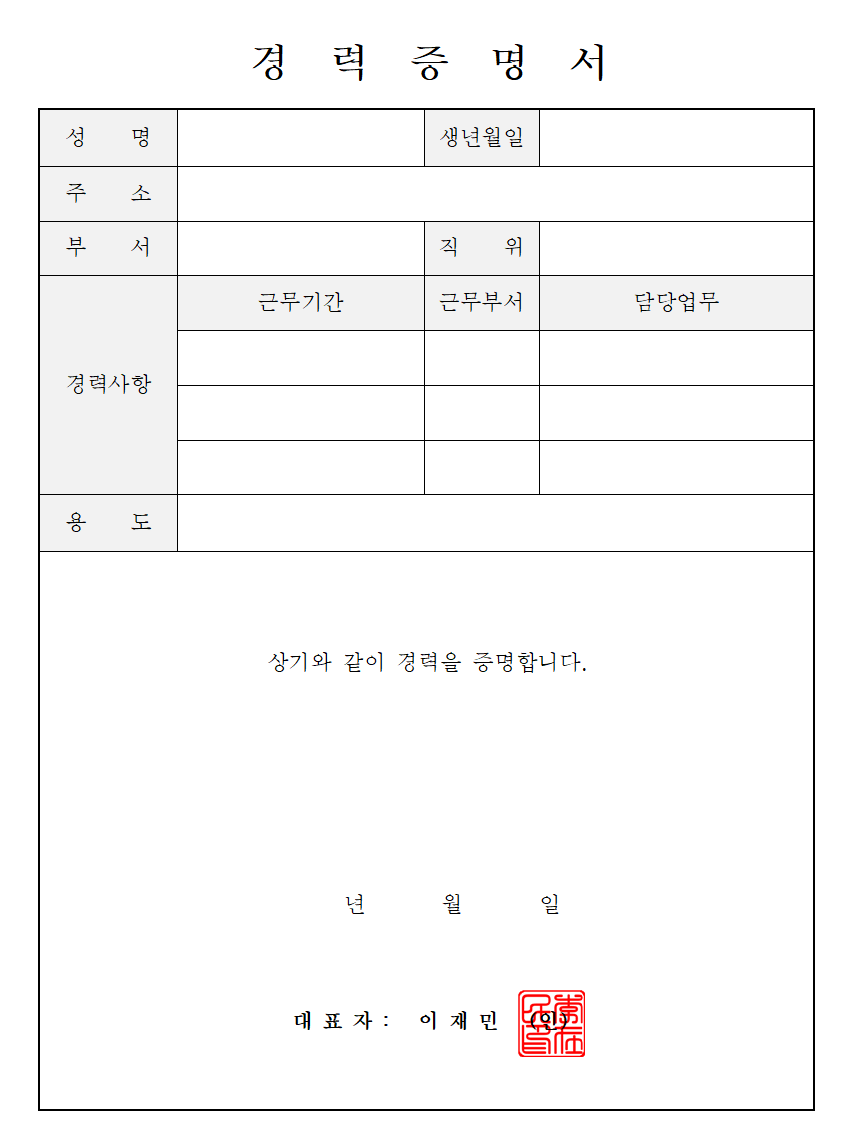 경 력 증 명 서
성 명 생년월일
주 소
부 서 직 위
경력사항 근무기간 근무부서 담당업무
용 도
상기와 같이 경력을 증명합니다.
년 월 일
대 표 자 : 이 재 민 (인)